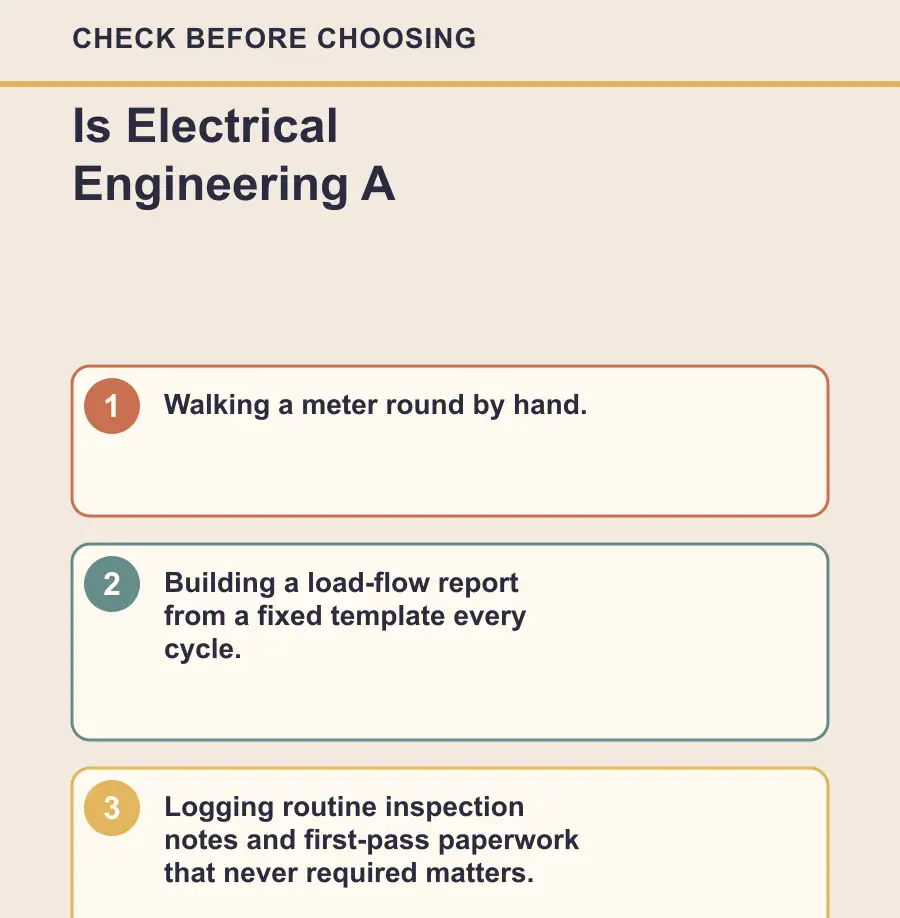 CHECK BEFORE CHOOSING
Is Electrical
Engineering A
1
Walking a meter round by hand.
2
Building a load-flow report
from a fixed template every
cycle.
3
Logging routine inspection
notes and first-pass paperwork
that never required matters.